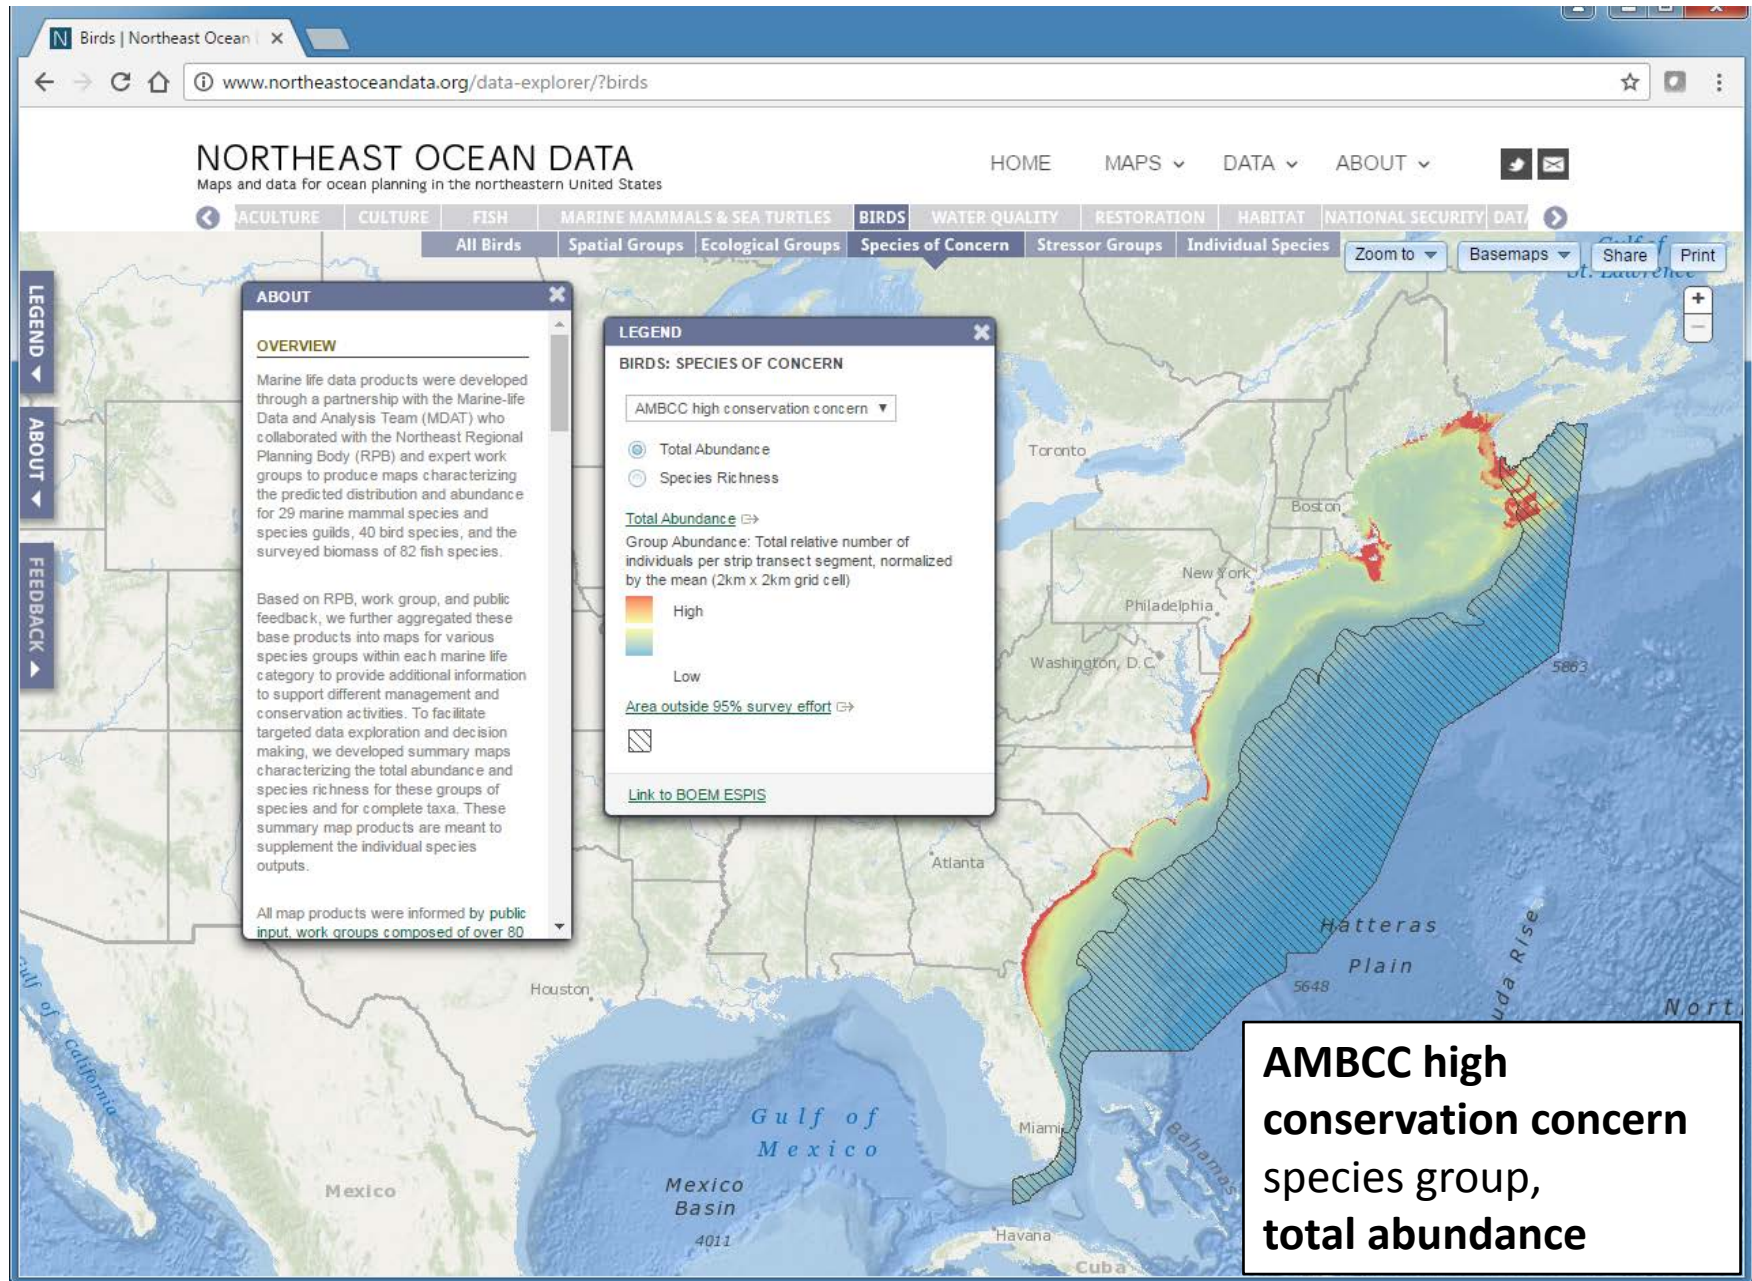 Birds | Northeast Ocean
www.northeastoceandata.org/data-explorer/?birds
NORTHEAST OCEAN DATA
Maps and data for ocean planning in the northeastern United States
HOME MAPS DATA ABOUT
ACULTURE CULTURE FISH MARINE MAMMALS & SEA TURTLES BIRDS WATER QUALITY RESTORATION HABITAT NATIONAL SECURITY DATA
All Birds Spatial Groups Ecological Groups Species of Concern Stressor Groups Individual Species
Zoom to Basemaps Share Print
Gulf of
St. Lawrence
+
−
LEGEND
ABOUT
FEEDBACK
ABOUT
OVERVIEW
Marine life data products were developed
through a partnership with the Marine-life
Data and Analysis Team (MDAT) who
collaborated with the Northeast Regional
Planning Body (RPB) and expert work
groups to produce maps characterizing
the predicted distribution and abundance
for 29 marine mammal species and
species guilds, 40 bird species, and the
surveyed biomass of 82 fish species.
Based on RPB, work group, and public
feedback, we further aggregated these
base products into maps for various
species groups within each marine life
category to provide additional information
to support different management and
conservation activities. To facilitate
targeted data exploration and decision
making, we developed summary maps
characterizing the total abundance and
species richness for these groups of
species and for complete taxa. These
summary map products are meant to
supplement the individual species
outputs.
All map products were informed by public
input, work groups composed of over 80
LEGEND
BIRDS: SPECIES OF CONCERN
AMBCC high conservation concern
Total Abundance
Species Richness
Total Abundance
Group Abundance: Total relative number of
individuals per strip transect segment, normalized
by the mean (2km x 2km grid cell)
High
Low
Area outside 95% survey effort
Link to BOEM ESPIS
Toronto
Boston
New York
Philadelphia
Washington, D.C.
5863
Atlanta
Hatteras
Plain
5648
uda Rise
Nort
Houston
Gulf of
California
Gulf of
Mexico
Miami
Bahamas
Mexico
Mexico
Basin
4011
Havana
Cuba
AMBCC high
conservation concern
species group,
total abundance